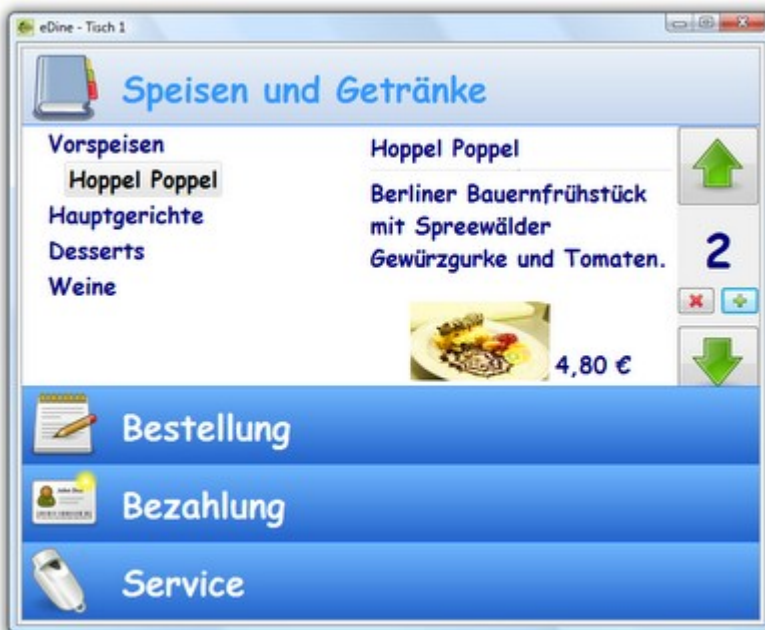 eDine - Tisch 1
Speisen und Getränke
Vorspeisen
Hoppel Poppel
Hauptgerichte
Desserts
Weine
Hoppel Poppel
Berliner Bauernfrühstück
mit Spreewälder
Gewürzgurke und Tomaten.
4,80 €
2
Bestellung
Bezahlung
Service